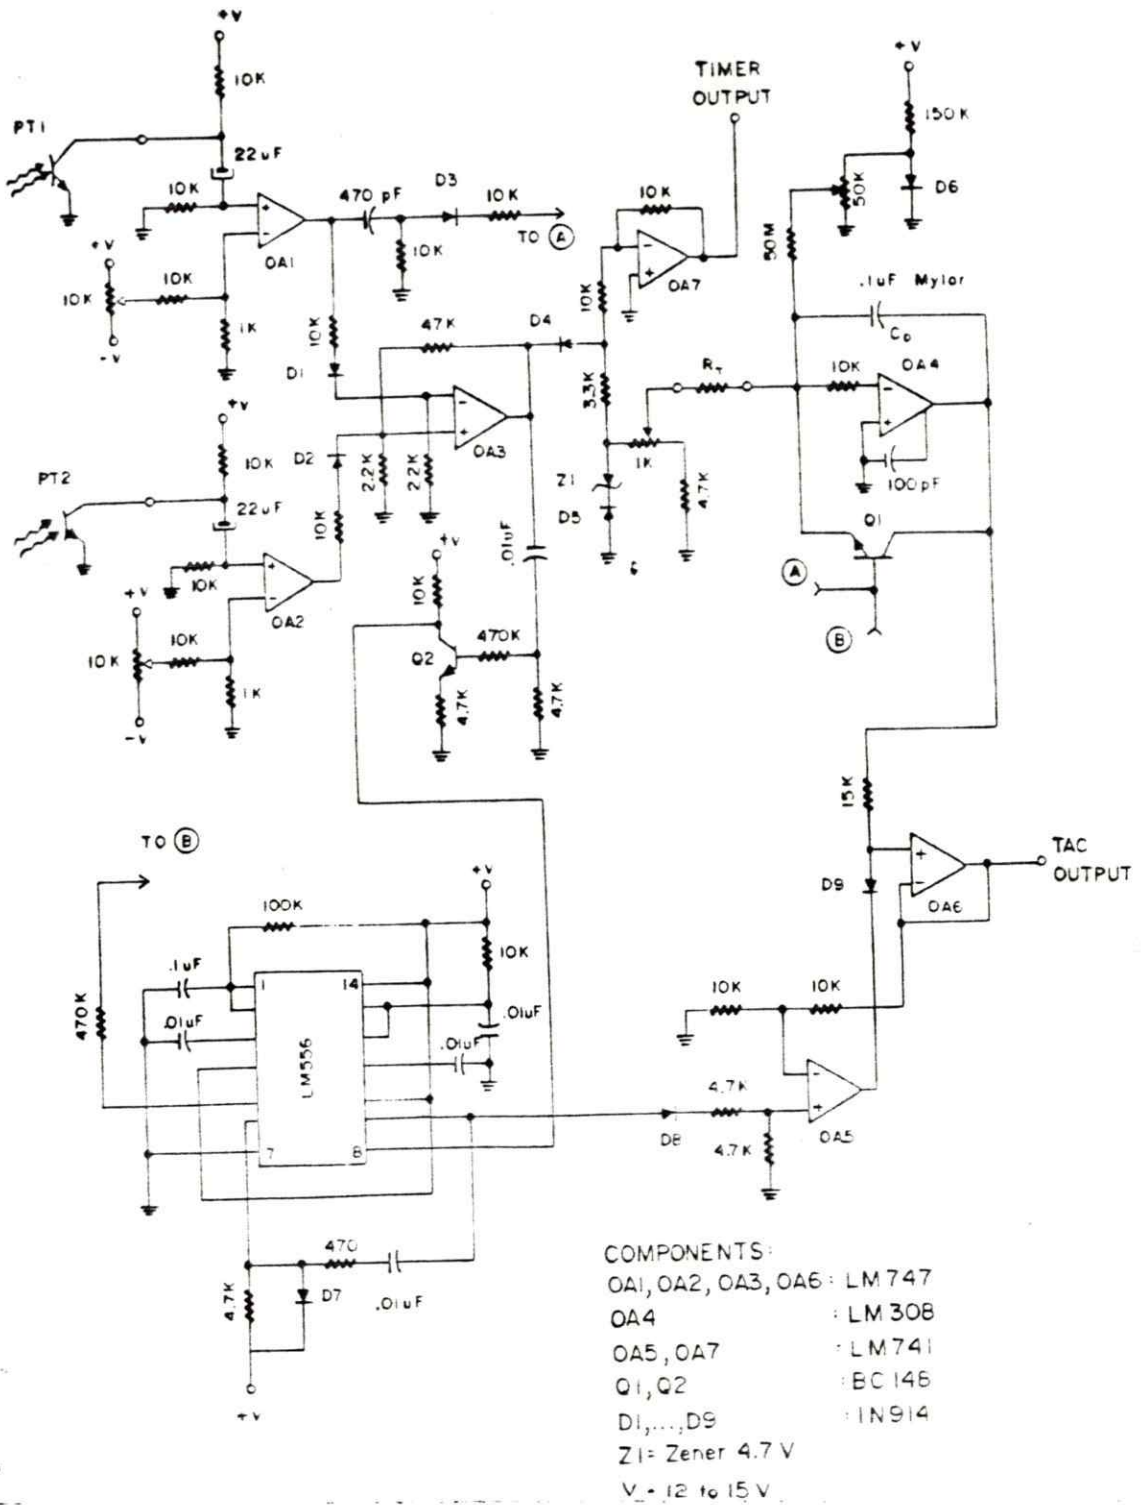 +V
10K
PT1
22uF
10K
+
-
OA1
470 pF
D3
10K
TO A
10K
+V
10K
10K
-V
1K
10K
D1
47K
D4
-
+
OA3
2.2K
2.2K
+V
10K
PT2
22uF
10K
+
-
OA2
D2
10K
+V
10K
10K
-V
1K
+V
10K
Q2
470K
4.7K
4.7K
.01uF
TIMER
OUTPUT
10K
-
+
OA7
10K
3.3K
Z1
D5
1K
4.7K
RT
+V
150K
50K
D6
50M
.1uF Mylar
CD
10K
OA4
-
+
100pF
Q1
A
B
15K
D9
+
-
OA6
TAC
OUTPUT
10K
10K
-
+
OA5
4.7K
4.7K
D8
TO B
470K
100K
+V
10K
.1uF
.01uF
.01uF
.01uF
1
14
LM556
7
8
470
.01uF
4.7K
D7
+V
COMPONENTS:
OA1, OA2, OA3, OA6 : LM747
OA4 : LM308
OA5, OA7 : LM741
Q1, Q2 : BC148
D1,...,D9 : IN914
Z1= Zener 4.7 V
V - 12 to 15 V